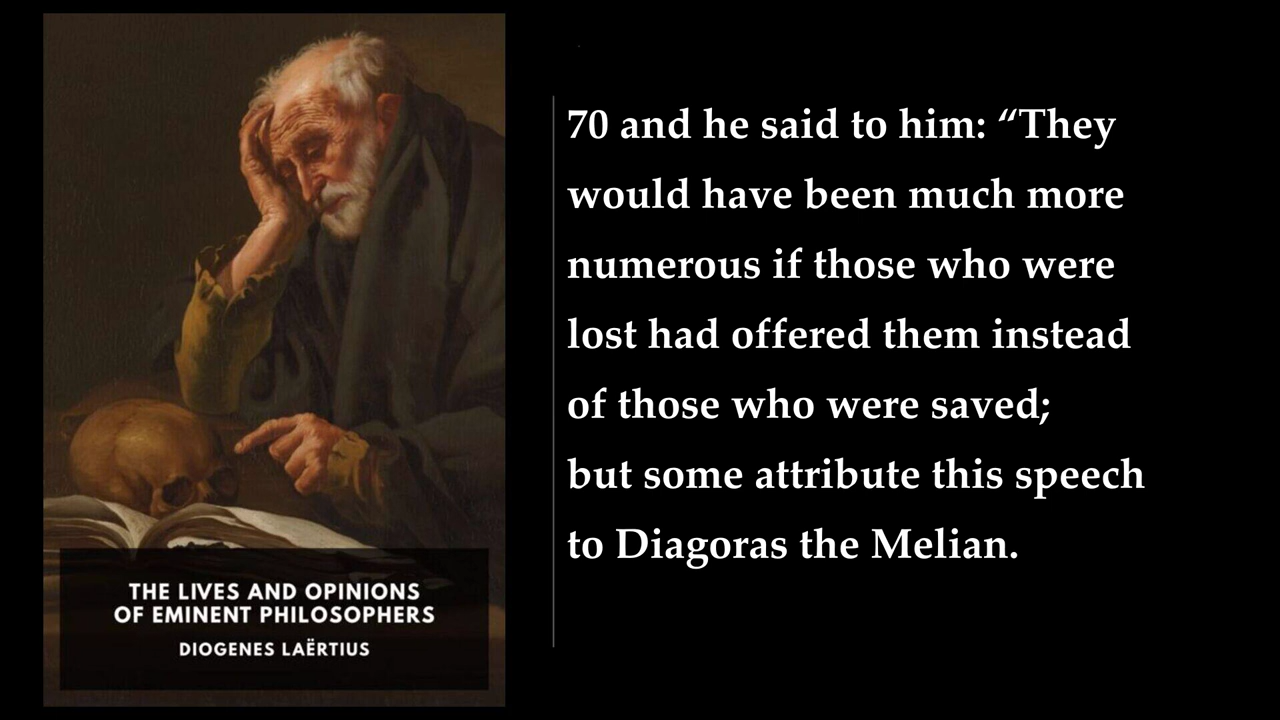 70 and he said to him: “They
would have been much more
numerous if those who were
lost had offered them instead
of those who were saved;
but some attribute this speech
to Diagoras the Melian.
THE LIVES AND OPINIONS
OF EMINENT PHILOSOPHERS
DIOGENES LAËRTIUS